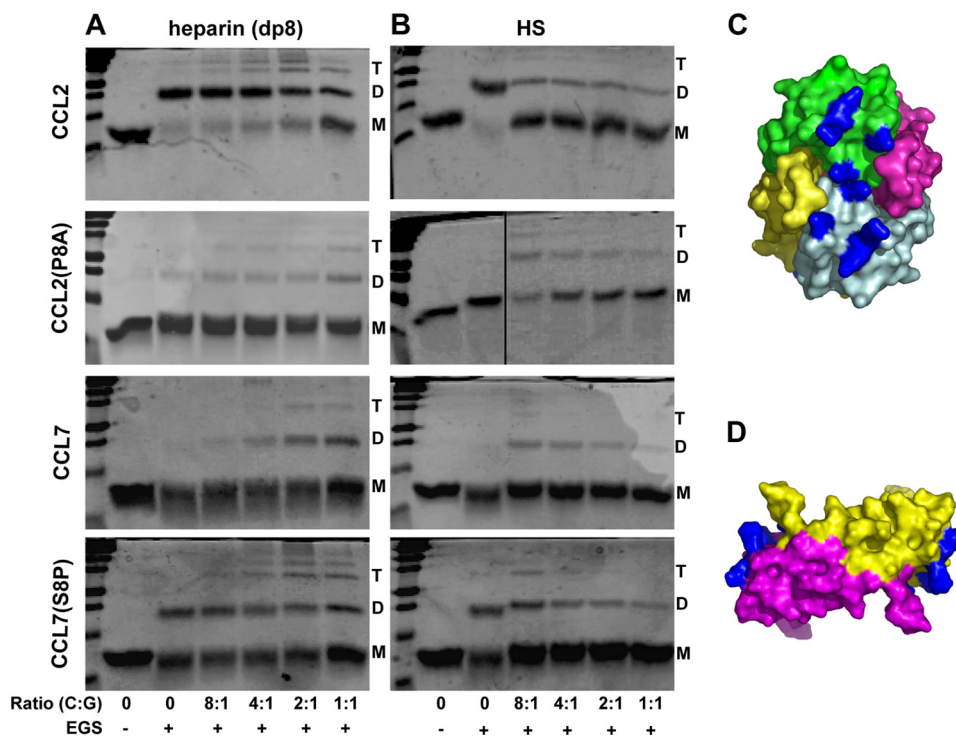 A heparin (dp8) B HS C
CCL2 T D M T D M
CCL2(P8A) T D M T D M
CCL7 T D M T D M
D
CCL7(S8P) T D M T D M
Ratio (C:G) 0 0 8:1 4:1 2:1 1:1 0 0 8:1 4:1 2:1 1:1
EGS - + + + + + - + + + + +